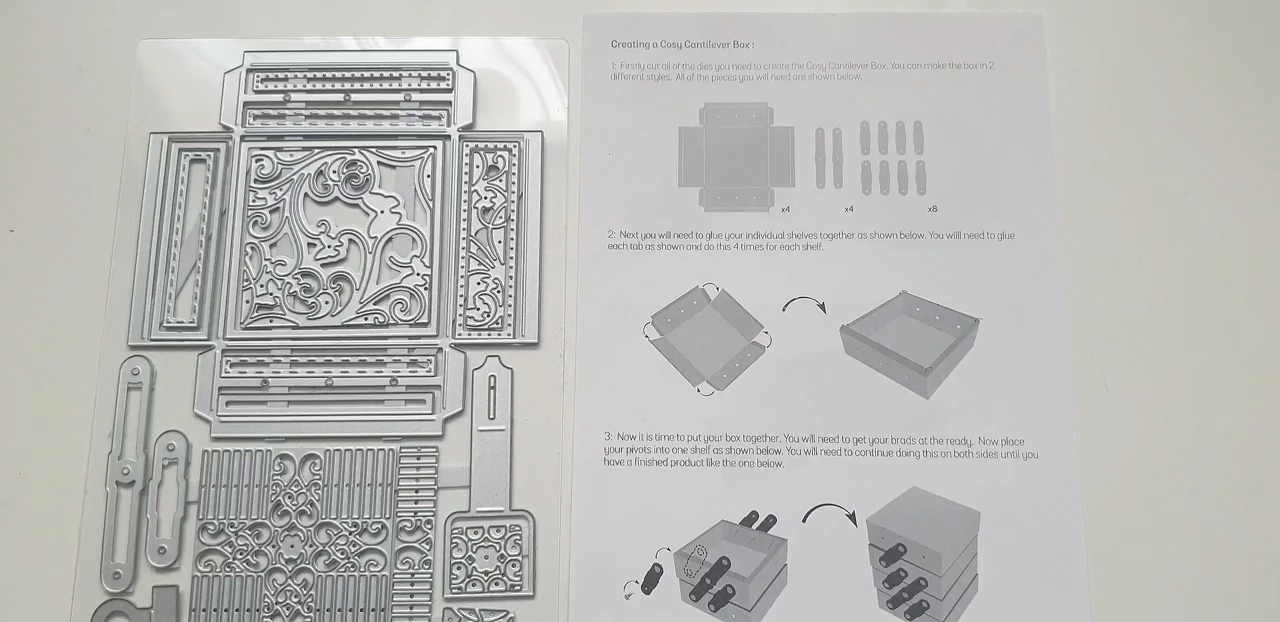 Creating a Cosy Cantilever Box :
1: Firstly cut all of the dies you need to create the Cosy Cantilever Box. You can make the box in 2
different styles. All of the pieces you will need are shown below.
x4
x4
x8
2: Next you will need to glue your individual shelves together as shown below. You will need to glue
each tab as shown and do this 4 times for each shelf.
3: Now it is time to put your box together. You will need to get your brads at the ready. Now place
your pivots into one shelf as shown below. You will need to continue doing this on both sides until you
have a finished product like the one below.